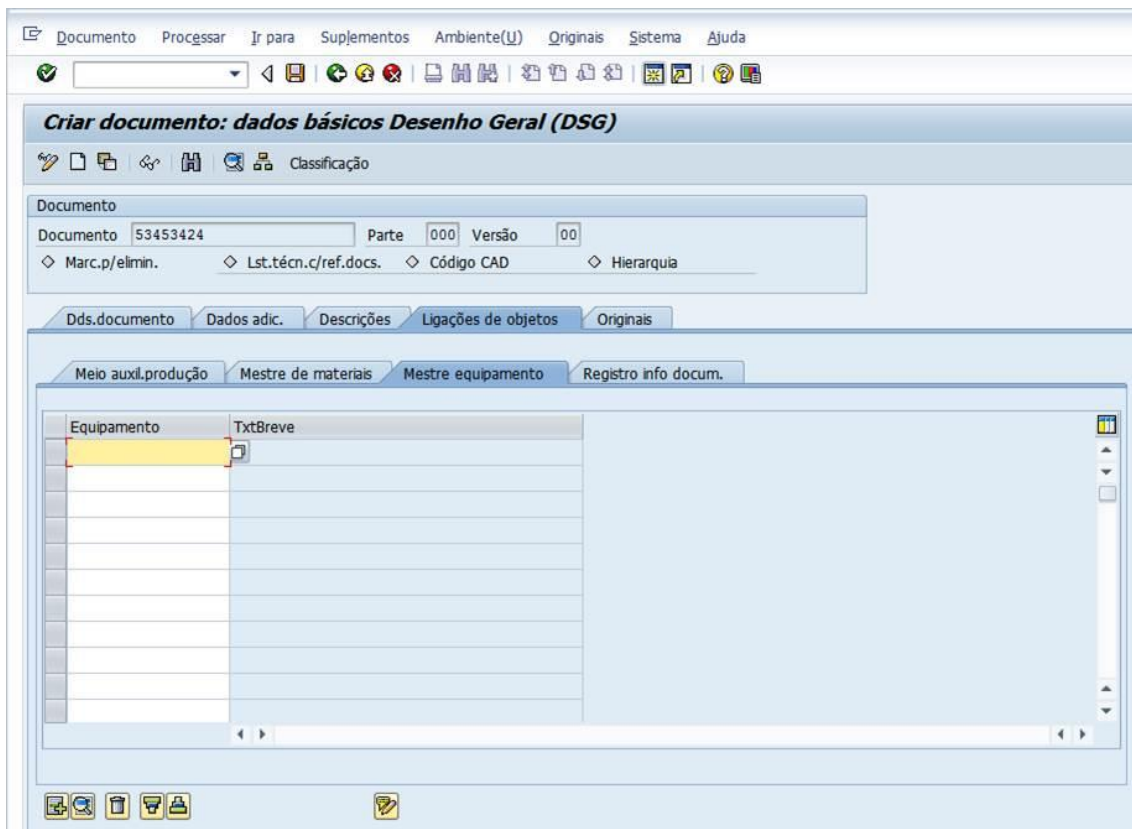 Documento Processar Ir para Suplementos Ambiente(U) Originais Sistema Ajuda
Criar documento: dados básicos Desenho Geral (DSG)
Classificação
Documento
Documento 53453424 Parte 000 Versão 00
Marc.p/elimin. Lst.técn.c/ref.docs. Código CAD Hierarquia
Dds.documento Dados adic. Descrições Ligações de objetos Originais
Meio auxil.produção Mestre de materiais Mestre equipamento Registro info docum.
Equipamento TxtBreve